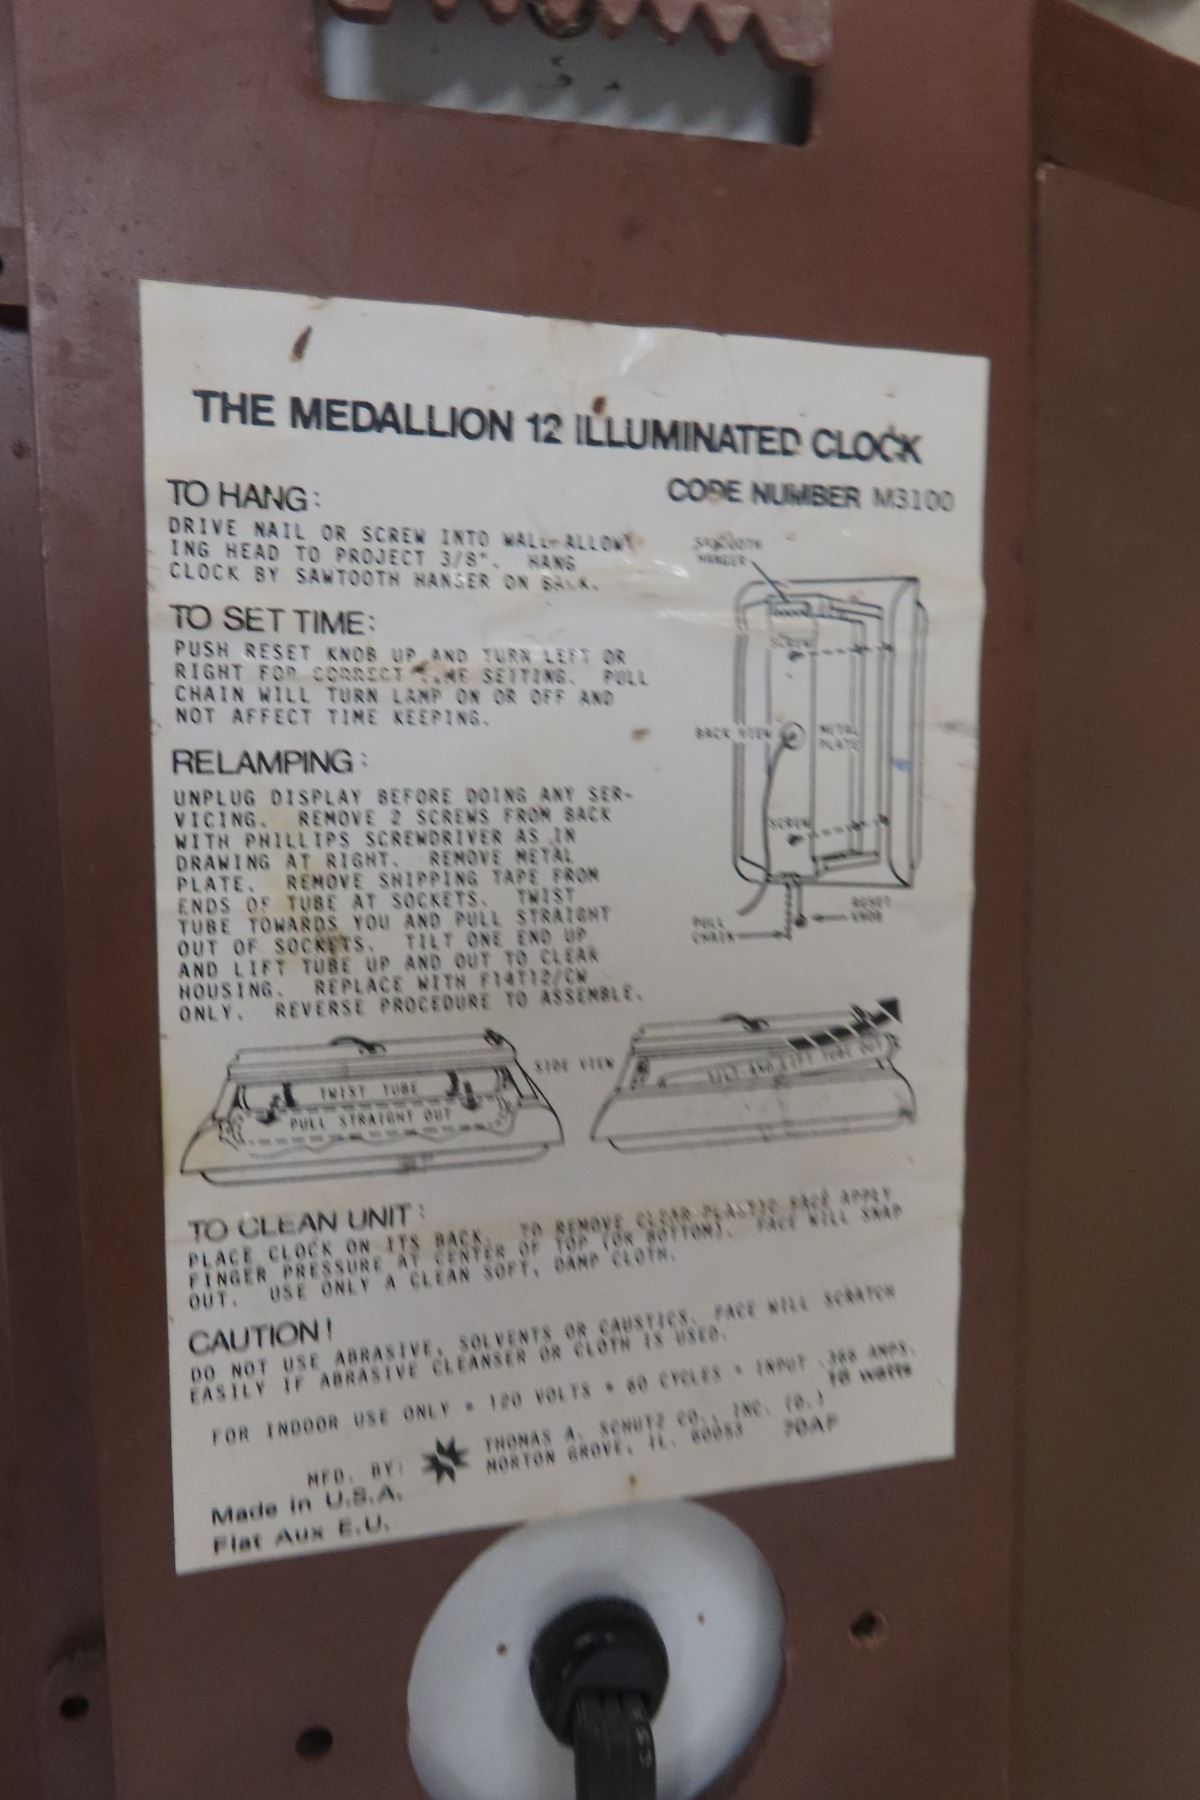 THE MEDALLION 12 ILLUMINATED CLOCK
CODE NUMBER M3100
TO HANG:
DRIVE NAIL OR SCREW INTO WALL ALLOW-
ING HEAD TO PROJECT 3/8". HANG
CLOCK BY SAWTOOTH HANGER ON BACK.
TO SET TIME:
PUSH RESET KNOB UP AND TURN LEFT OR
RIGHT FOR CORRECT TIME SETTING. PULL
CHAIN WILL TURN LAMP ON OR OFF AND
NOT AFFECT TIME KEEPING.
RELAMPING:
UNPLUG DISPLAY BEFORE DOING ANY SER-
VICING. REMOVE 2 SCREWS FROM BACK
WITH PHILLIPS SCREWDRIVER AS IN
DRAWING AT RIGHT. REMOVE METAL
PLATE. REMOVE SHIPPING TAPE FROM
ENDS OF TUBE AT SOCKETS. TWIST
TUBE TOWARDS YOU AND PULL STRAIGHT
OUT OF SOCKETS. TILT ONE END UP
AND LIFT TUBE UP AND OUT TO CLEAR
HOUSING. REPLACE WITH F14T12/CW
ONLY. REVERSE PROCEDURE TO ASSEMBLE.
SAWTOOTH
HANGER
SCREW
BACK VIEW
METAL
PLATE
SCREW
PULL
CHAIN
RESET
KNOB
SIDE VIEW
TWIST TUBE
PULL STRAIGHT OUT
TILT AND LIFT TUBE OUT
TO CLEAN UNIT:
PLACE CLOCK ON ITS BACK. TO REMOVE CLEAR PLASTIC FACE APPLY
FINGER PRESSURE AT CENTER OF TOP (OR BOTTOM). FACE WILL SNAP
OUT. USE ONLY A CLEAN SOFT, DAMP CLOTH.
CAUTION!
DO NOT USE ABRASIVE, SOLVENTS OR CAUSTICS. FACE WILL SCRATCH
EASILY IF ABRASIVE CLEANSER OR CLOTH IS USED.
FOR INDOOR USE ONLY * 120 VOLTS * 60 CYCLES * INPUT AMPS.
watts
MFD. BY: THOMAS A. SCHUTZ CO., INC. (D.)
MORTON GROVE, IL. 60053 70AF
Made in U.S.A.
Flat Aux E.U.